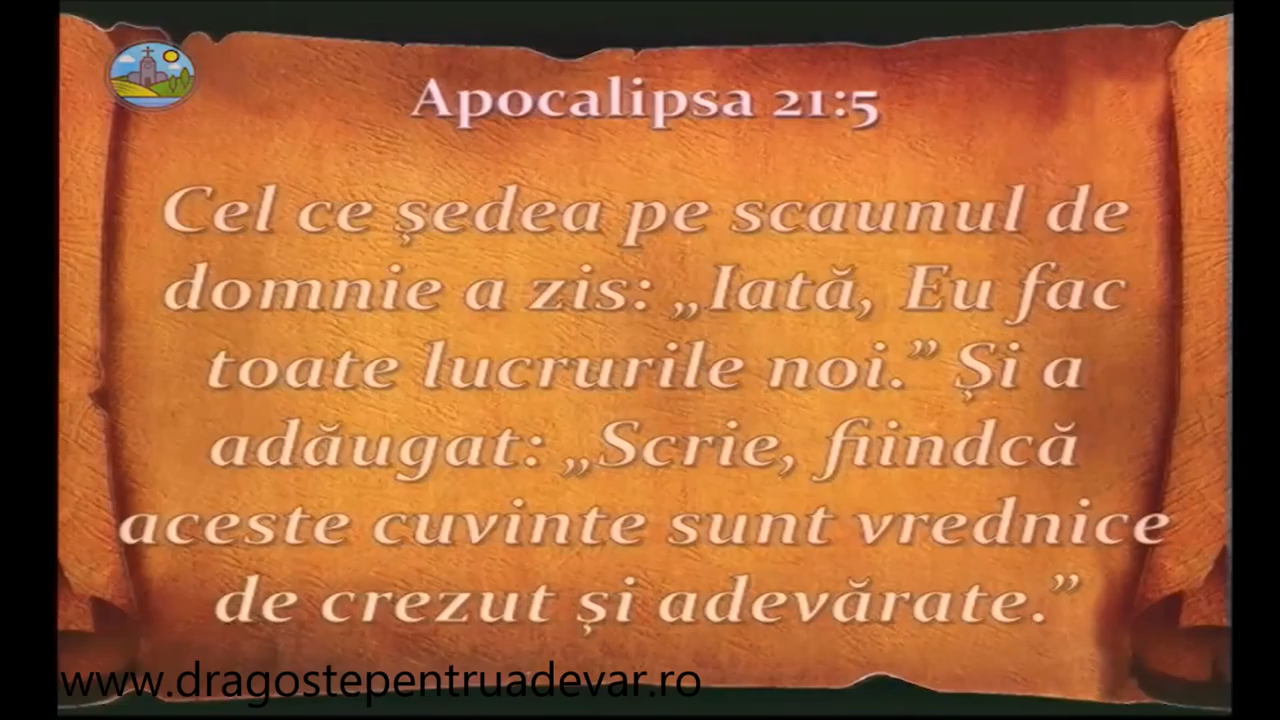 Apocalipsa 21:5
Cel ce ședea pe scaunul de
domnie a zis: „Iată, Eu fac
toate lucrurile noi.” Și a
adăugat: „Scrie, fiindcă
aceste cuvinte sunt vrednice
de crezut și adevărate.”
www.dragostepentruadevar.ro